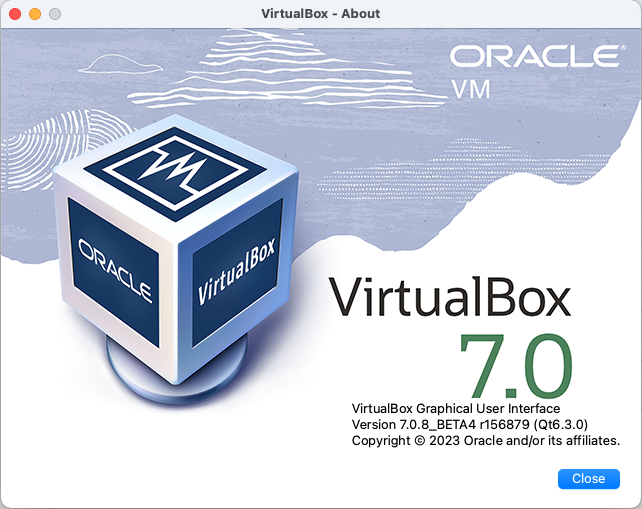 VirtualBox - About
ORACLE®
VM
ORACLE
VirtualBox
VirtualBox
7.0
VirtualBox Graphical User Interface
Version 7.0.8_BETA4 r156879 (Qt6.3.0)
Copyright © 2023 Oracle and/or its affiliates.
Close